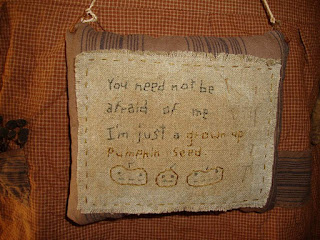 You need not be
afraid of me
I'm just a grown up
Pumpkin seed.